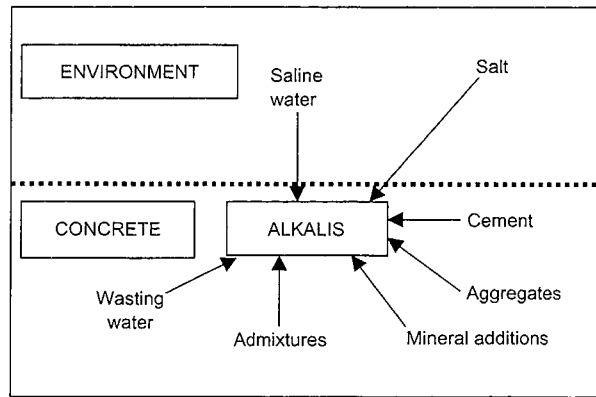 ENVIRONMENT
Saline
water
Salt
CONCRETE
ALKALIS
Cement
Wasting
water
Admixtures
Mineral additions
Aggregates